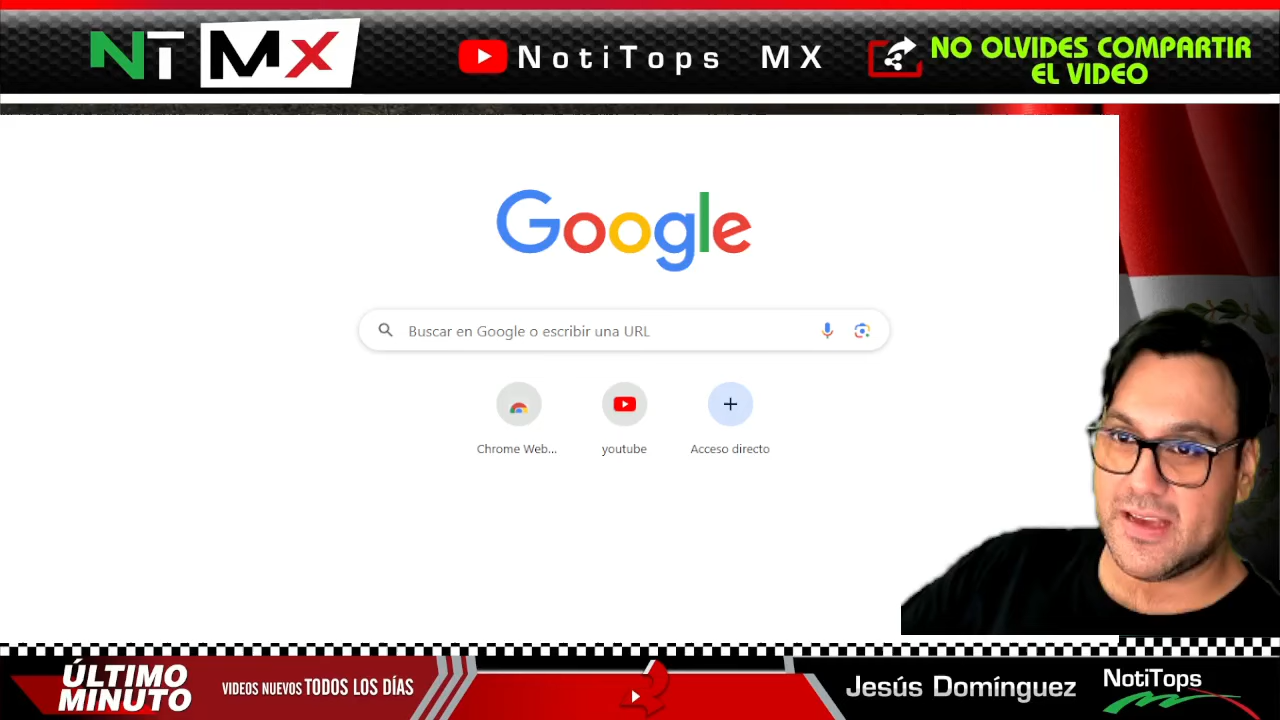 NT MX
NotiTops MX
NO OLVIDES COMPARTIR
EL VIDEO
Google
Buscar en Google o escribir una URL
Chrome Web...
youtube
Acceso directo
ÚLTIMO
MINUTO
VIDEOS NUEVOS TODOS LOS DÍAS
Jesús Domínguez
NotiTops